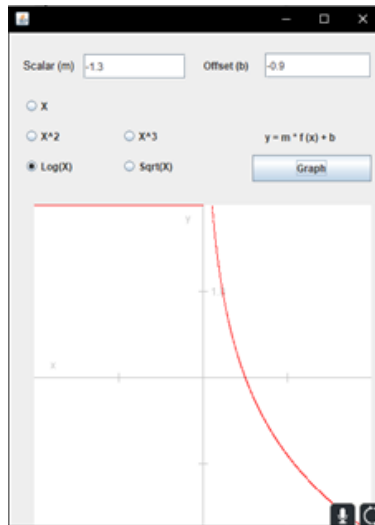 Scalar (m) -1.3 Offset (b) -0.9
X
X^2 X^3 y = m * f (x) + b
Log(X) Sqrt(X) Graph
Y
X